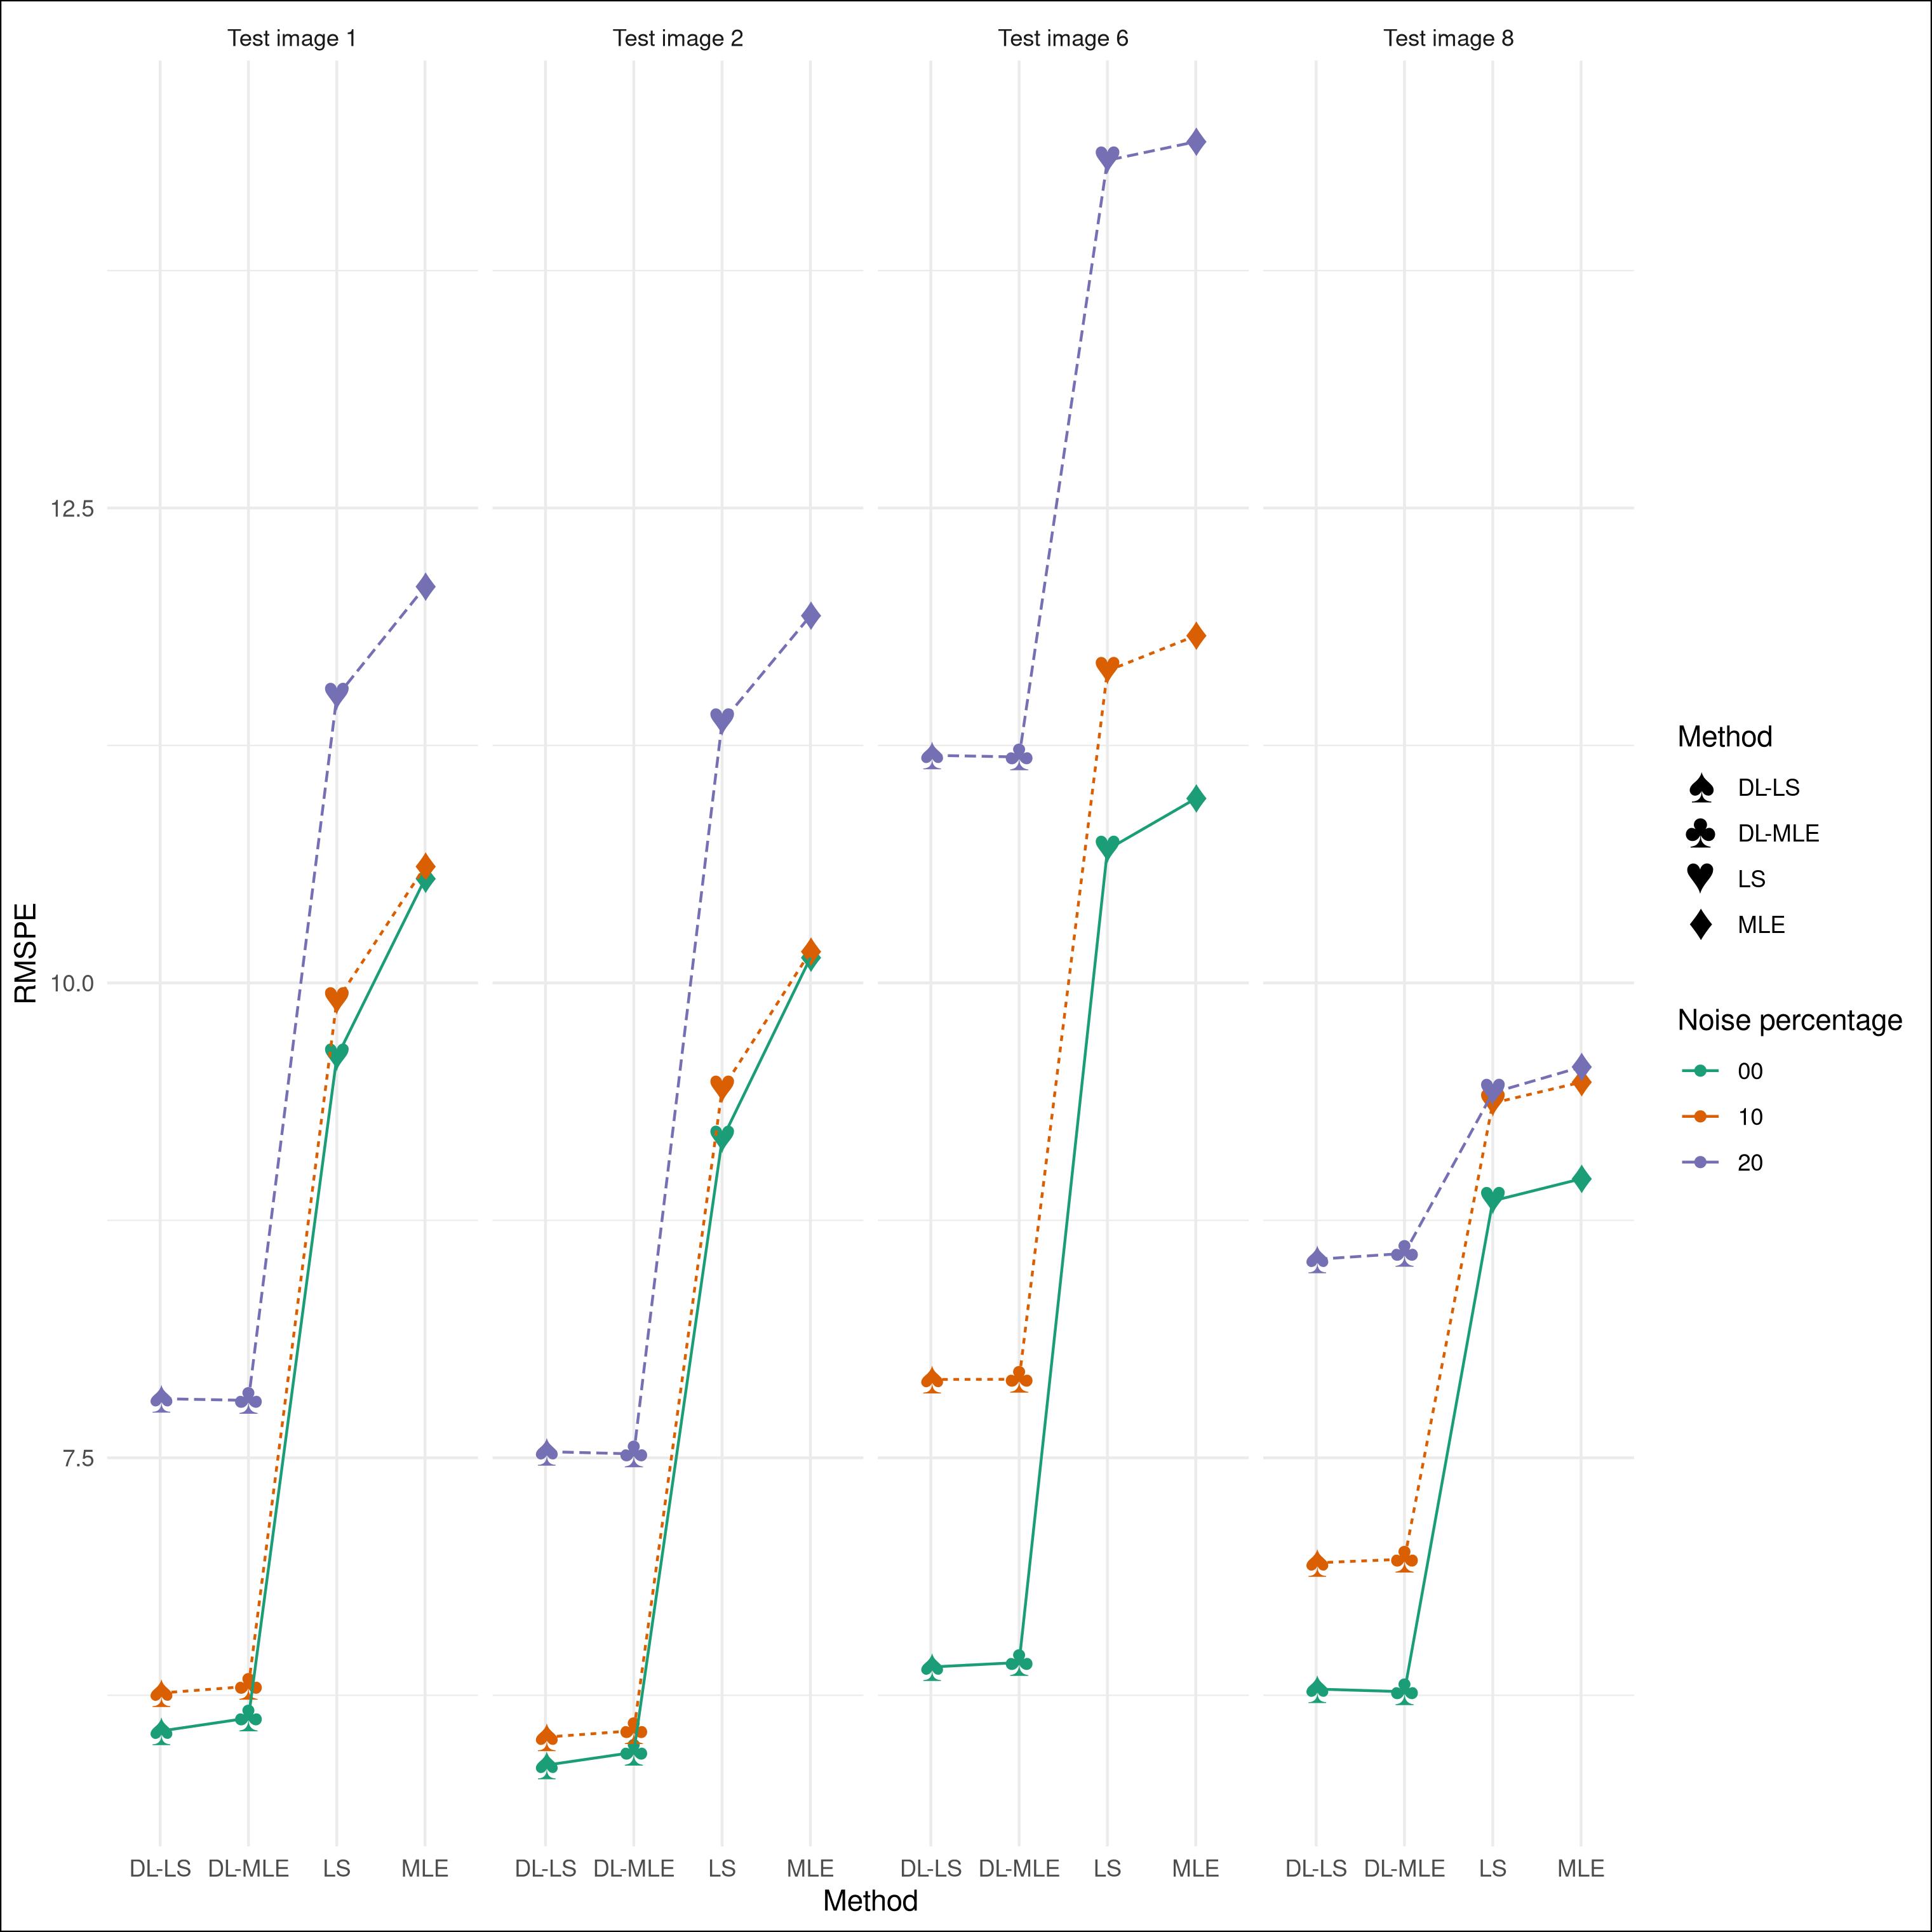 Test image 1
Test image 2
Test image 6
Test image 8
12.5
10.0
7.5
RMSPE
DL-LS DL-MLE LS MLE
DL-LS DL-MLE LS MLE
DL-LS DL-MLE LS MLE
DL-LS DL-MLE LS MLE
Method
Method
DL-LS
DL-MLE
LS
MLE
Noise percentage
00
10
20